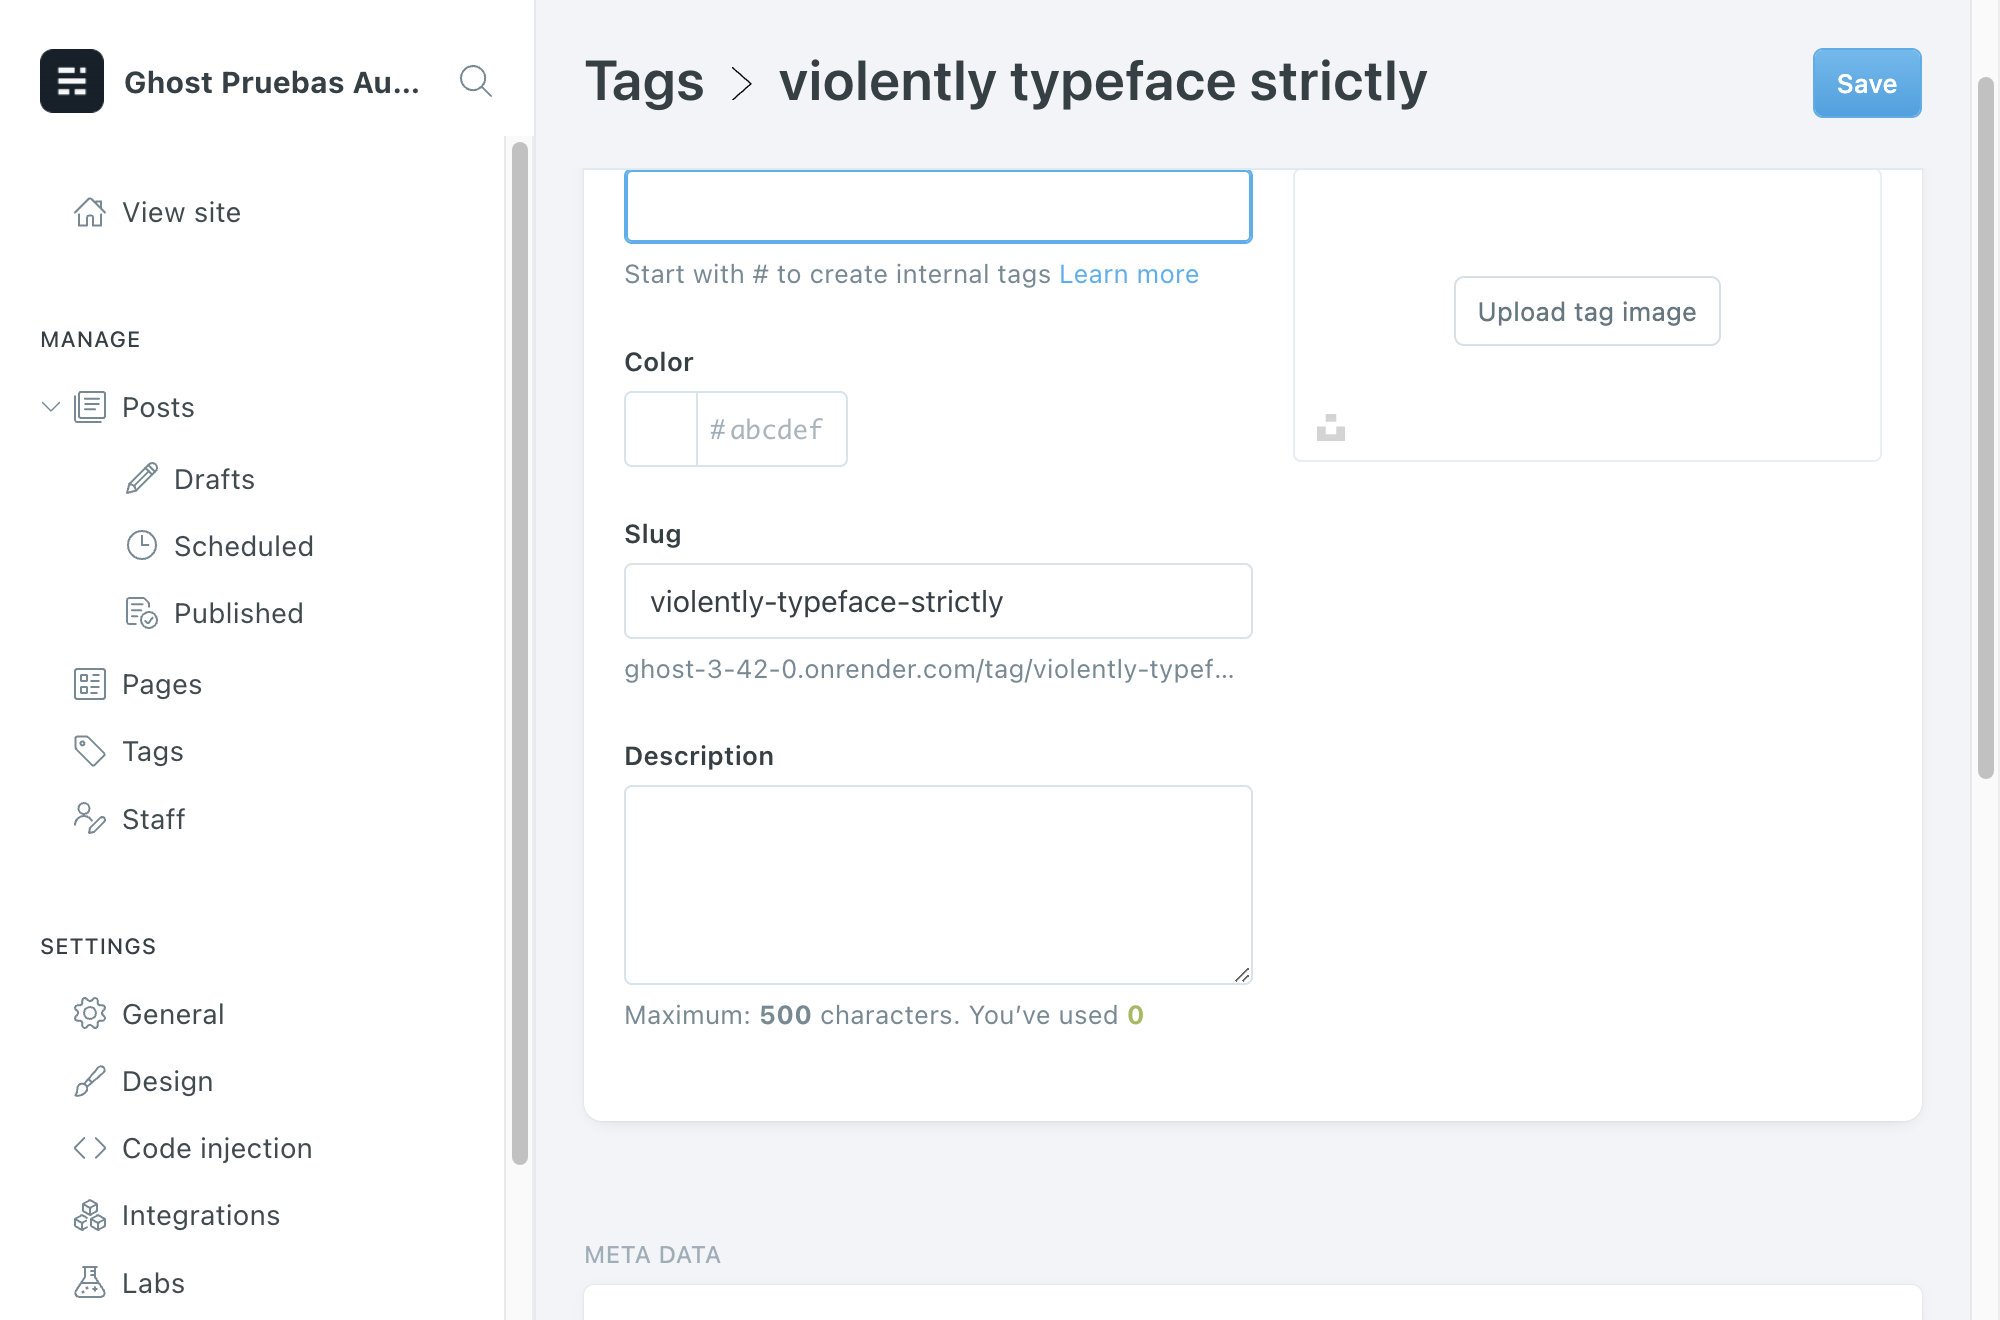 Ghost Pruebas Au...
View site
MANAGE
Posts
Drafts
Scheduled
Published
Pages
Tags
Staff
SETTINGS
General
Design
Code injection
Integrations
Labs
Tags > violently typeface strictly
Save
Start with # to create internal tags Learn more
Color
#abcdef
Slug
violently-typeface-strictly
ghost-3-42-0.onrender.com/tag/violently-typef...
Description
Maximum: 500 characters. You’ve used 0
Upload tag image
META DATA